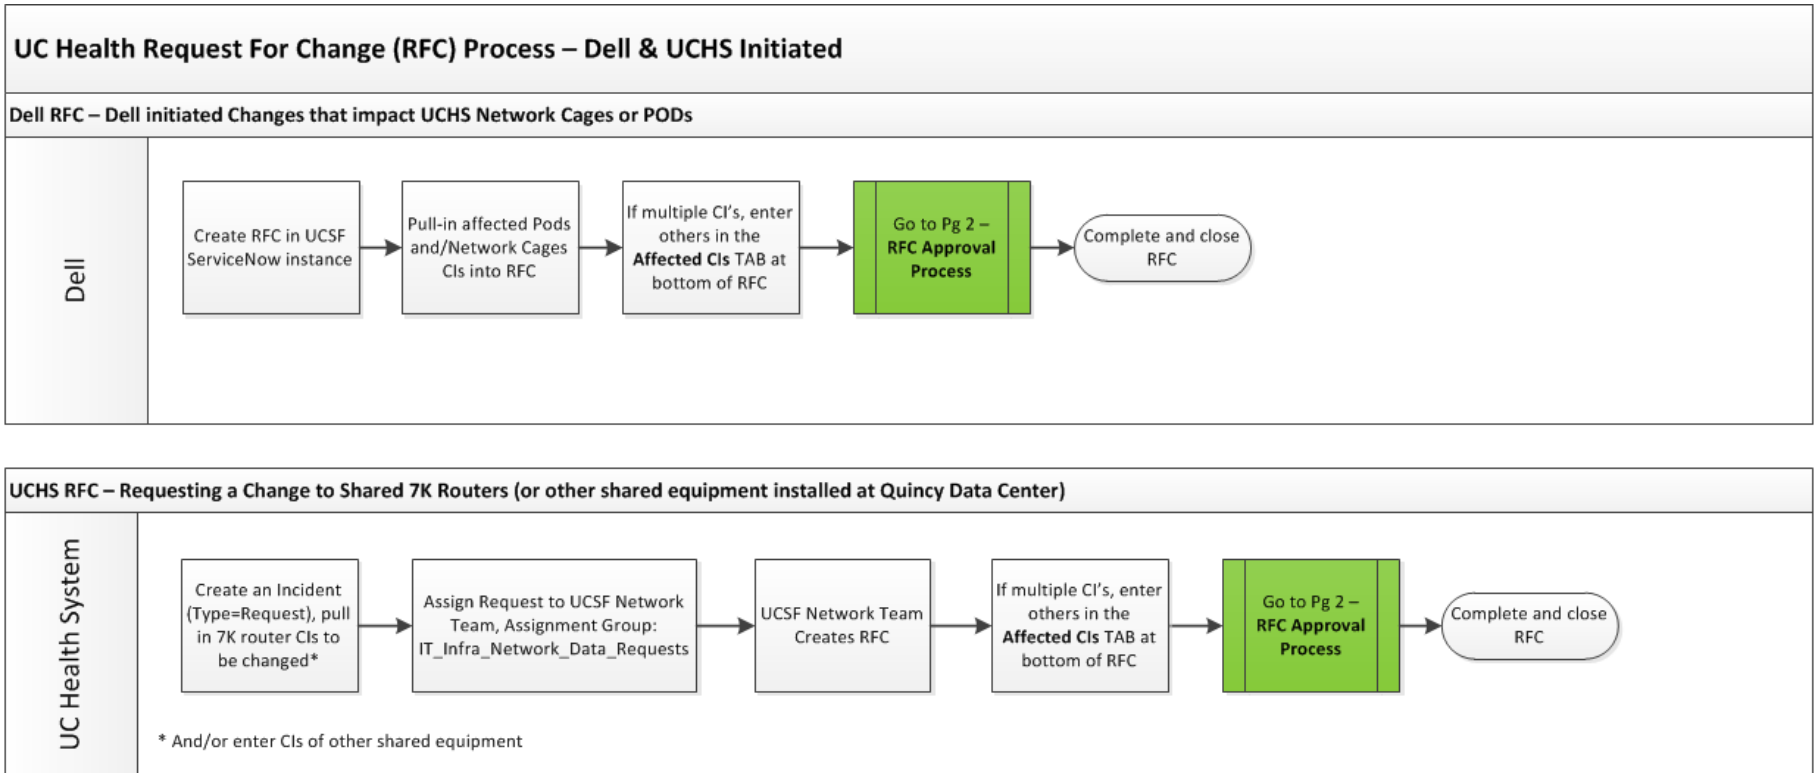 UC Health Request For Change (RFC) Process – Dell & UCHS Initiated
Dell RFC – Dell initiated Changes that impact UCHS Network Cages or PODs
Dell
Create RFC in UCSF
ServiceNow instance
Pull-in affected Pods
and/Network Cages
CIs into RFC
If multiple CI's, enter
others in the
Affected CIs TAB at
bottom of RFC
Go to Pg 2 –
RFC Approval
Process
Complete and close
RFC
UCHS RFC – Requesting a Change to Shared 7K Routers (or other shared equipment installed at Quincy Data Center)
UC Health System
Create an Incident
(Type=Request), pull
in 7K router CIs to
be changed*
Assign Request to UCSF Network
Team, Assignment Group:
IT_Infra_Network_Data_Requests
UCSF Network Team
Creates RFC
If multiple CI's, enter
others in the
Affected CIs TAB at
bottom of RFC
Go to Pg 2 –
RFC Approval
Process
Complete and close
RFC
* And/or enter CIs of other shared equipment